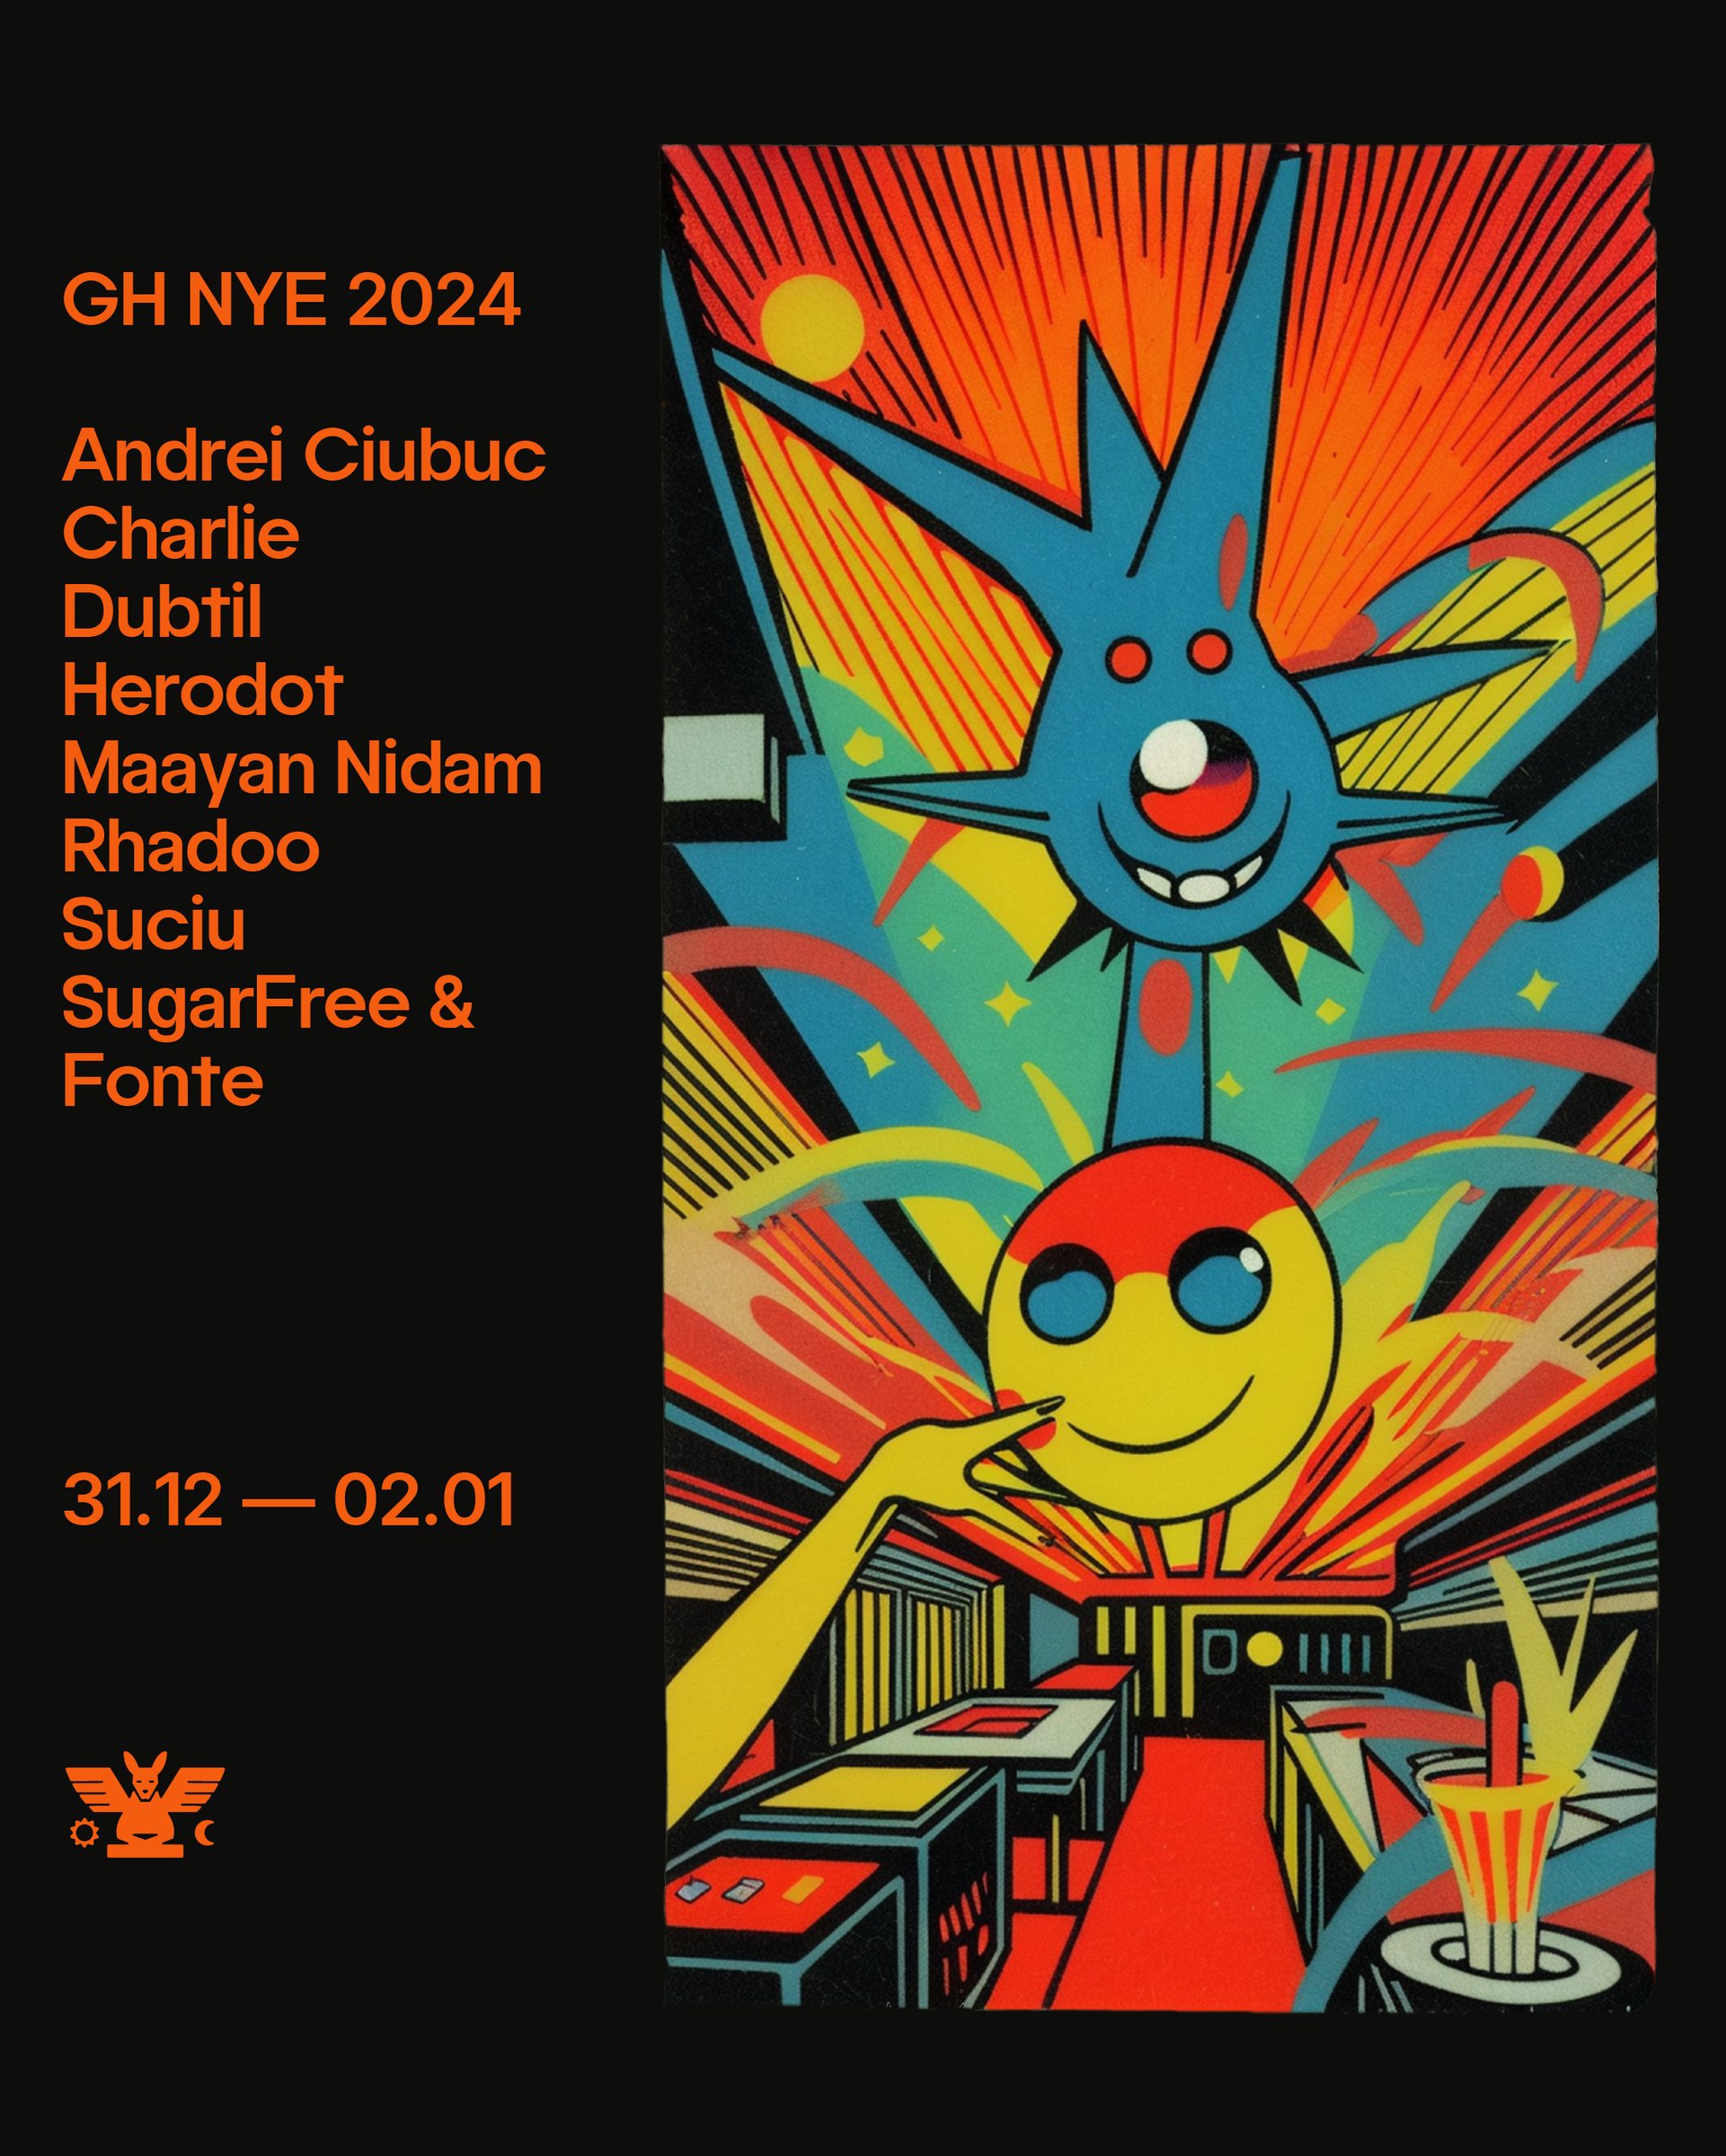 GH NYE 2024
Andrei Ciubuc
Charlie
Dubtil
Herodot
Maayan Nidam
Rhadoo
Suciu
SugarFree &
Fonte
31.12 — 02.01